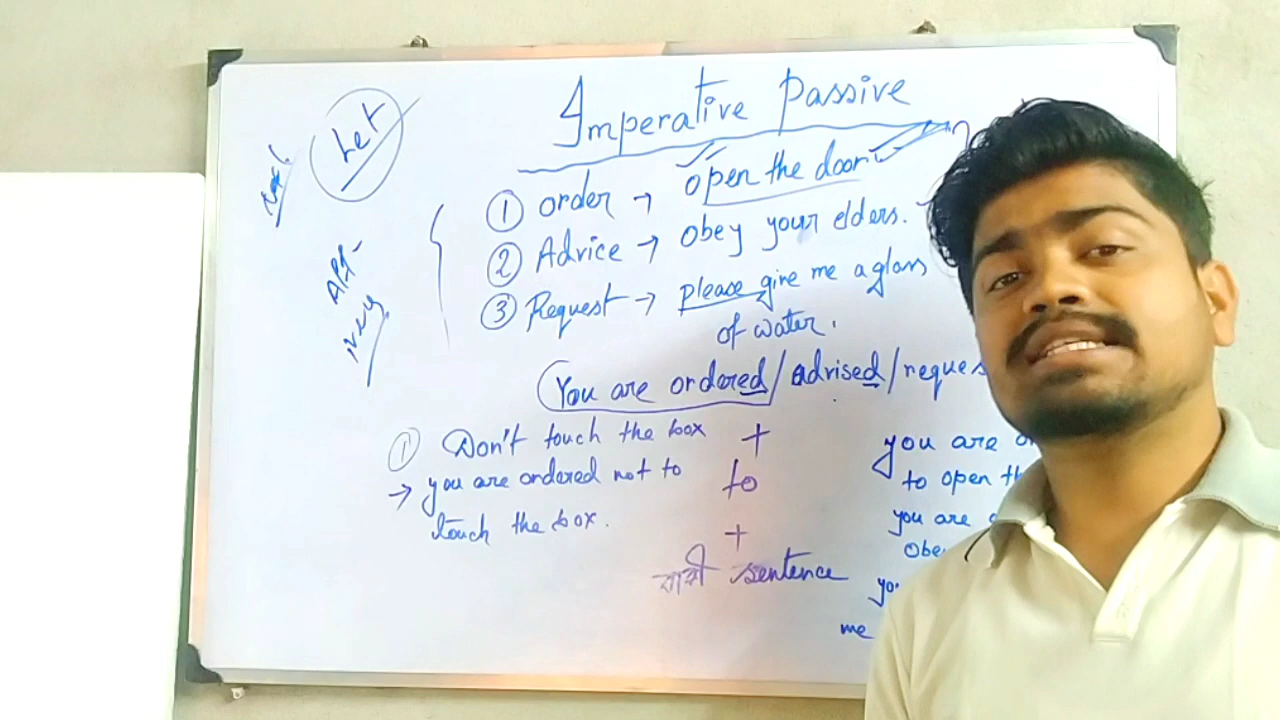 Let
Imperative Passive
① order → open the door
② Advice → obey your elders.
③ Request → please give me a glass
of water.
You are ordered/advised/reques
① Don't touch the box
→ you are ordered not to
touch the box.
+
to
+
বাকী sentence
you are o
to open th
you are
Obe
yo
me